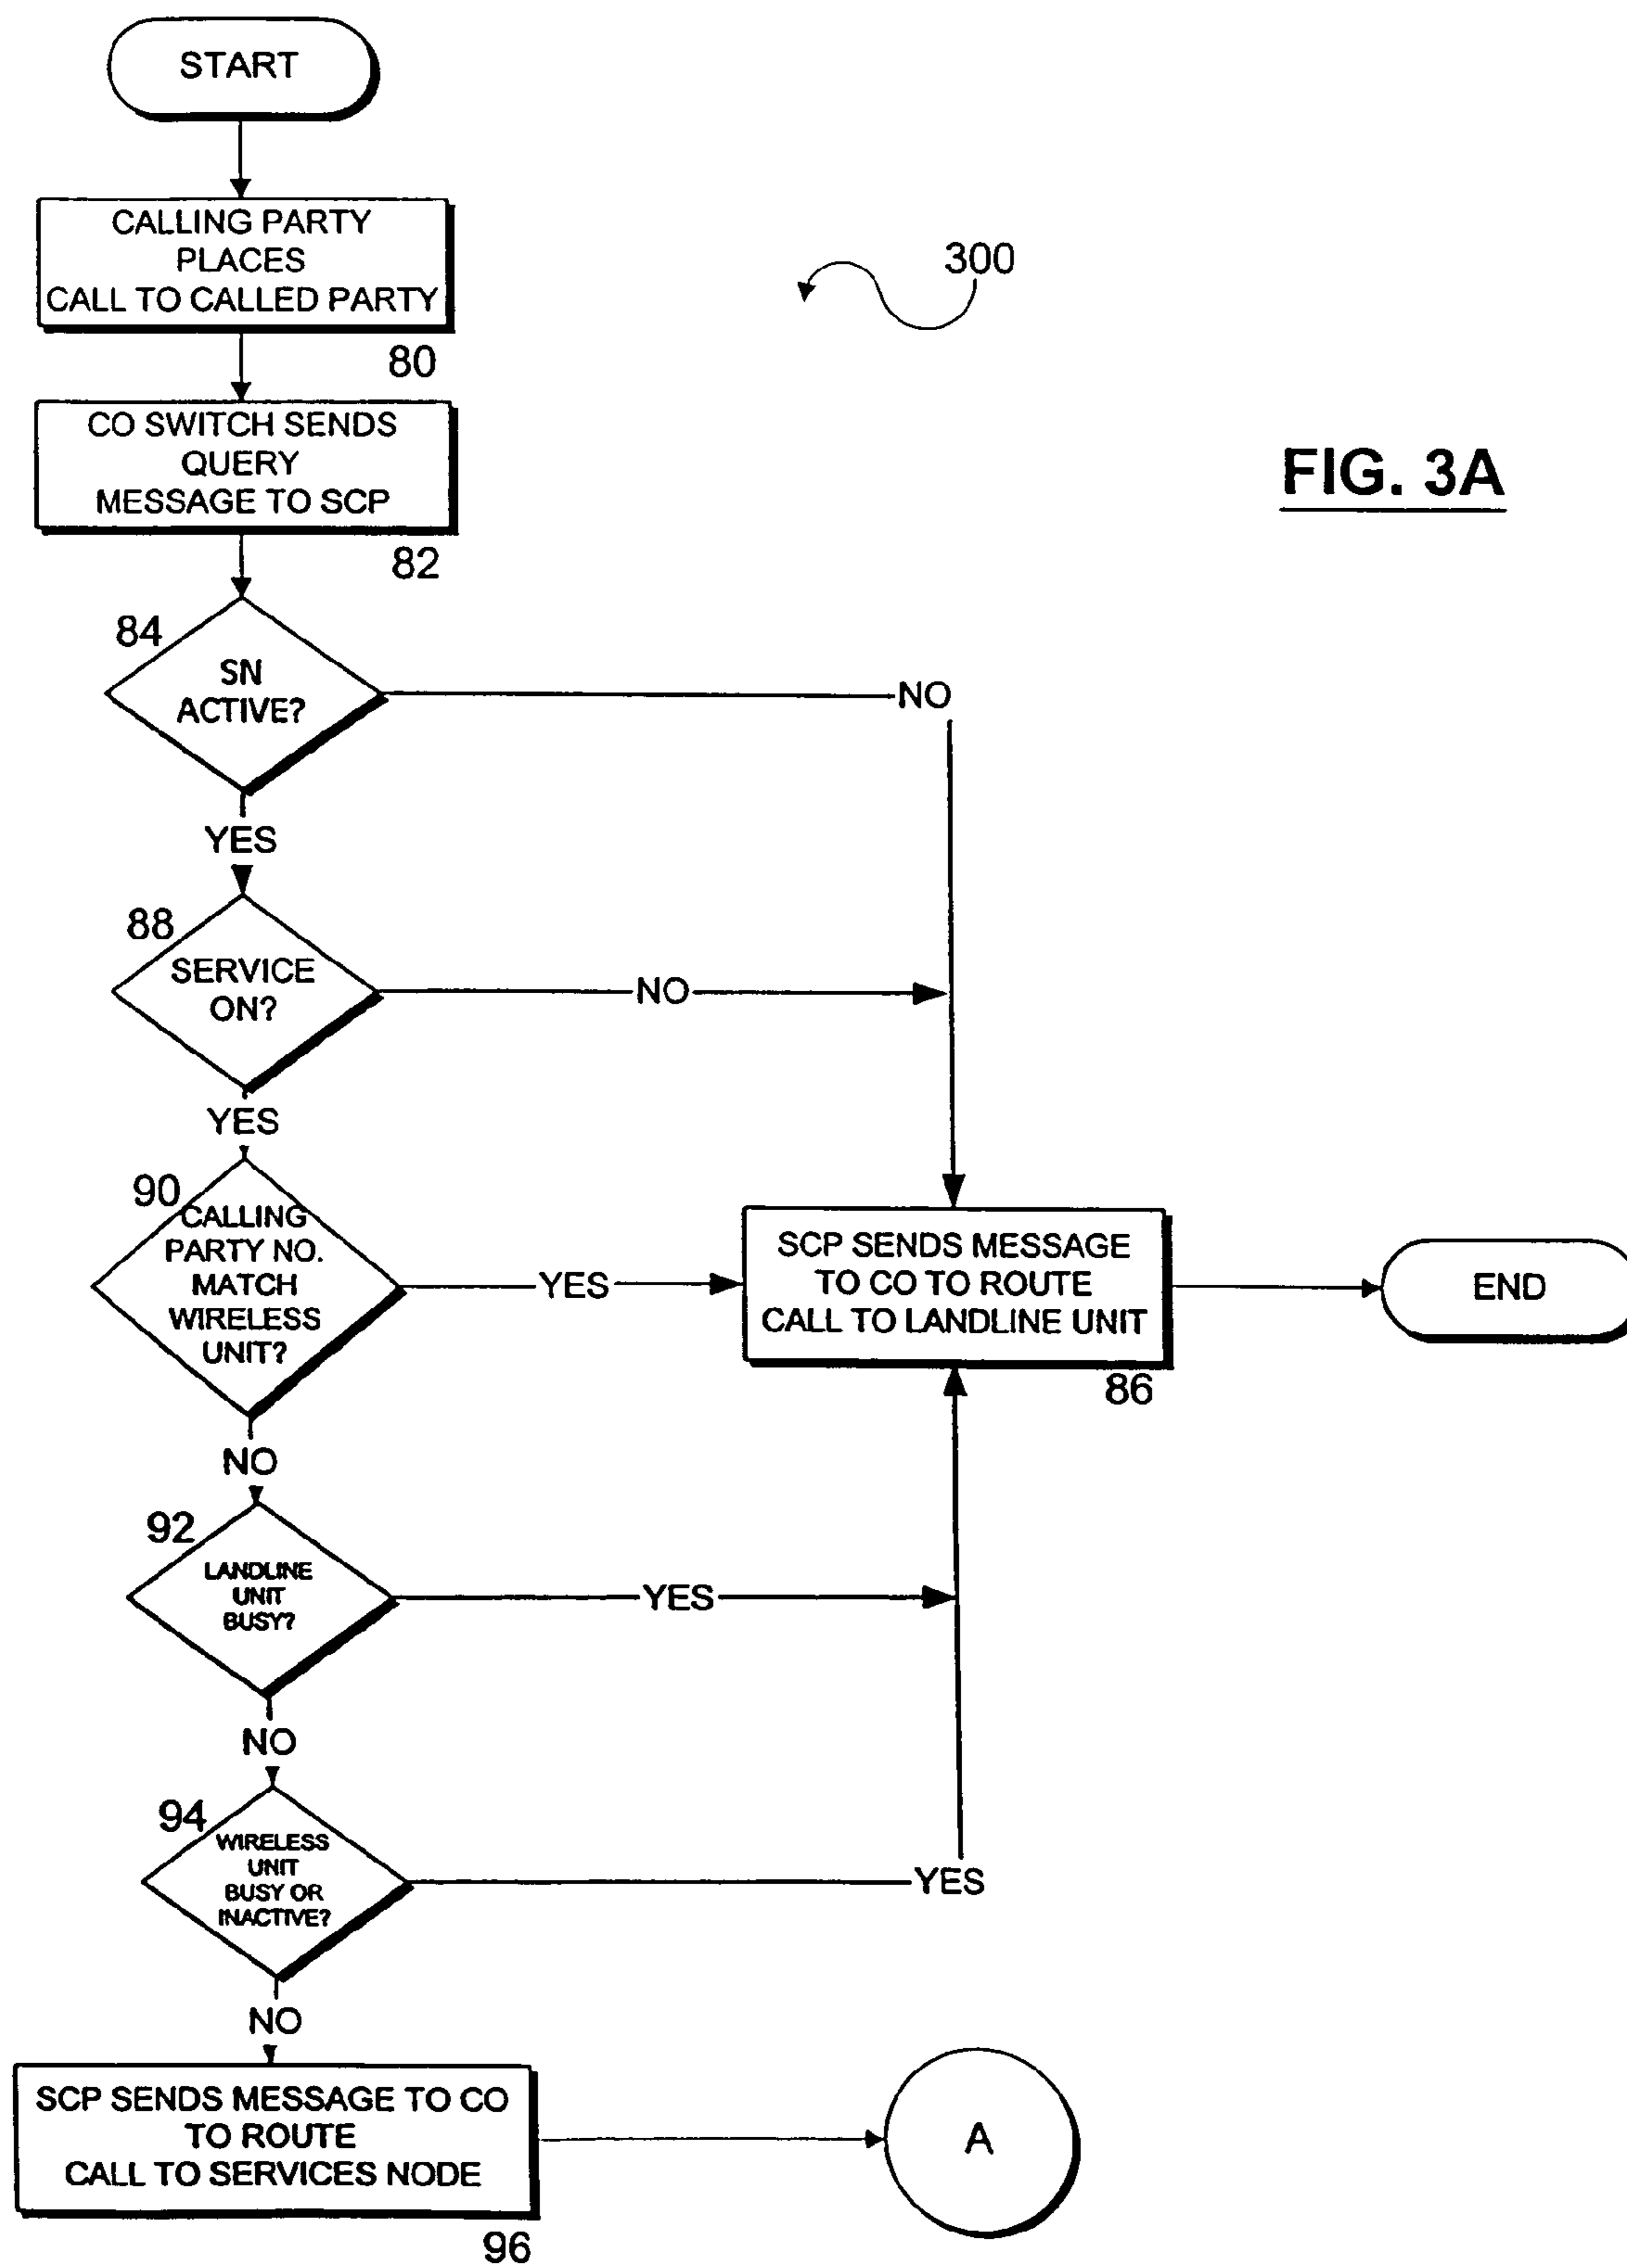 START
CALLING PARTY
PLACES
CALL TO CALLED PARTY
80
300
CO SWITCH SENDS
QUERY
MESSAGE TO SCP
82
FIG. 3A
84
SN
ACTIVE?
NO
YES
88
SERVICE
ON?
NO
YES
90
CALLING
PARTY NO.
MATCH
WIRELESS
UNIT?
YES
SCP SENDS MESSAGE
TO CO TO ROUTE
CALL TO LANDLINE UNIT
86
END
NO
92
LANDLINE
UNIT
BUSY?
YES
NO
94
WIRELESS
UNIT
BUSY OR
INACTIVE?
YES
NO
SCP SENDS MESSAGE TO CO
TO ROUTE
CALL TO SERVICES NODE
96
A